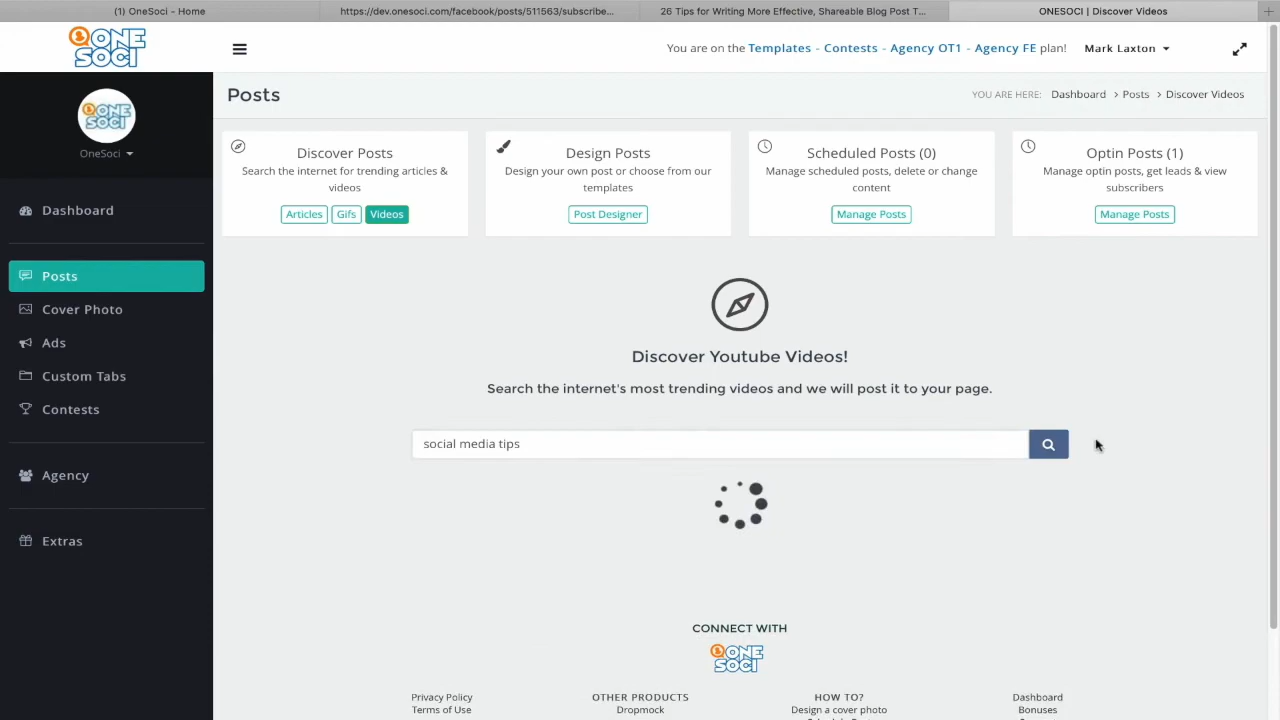 (1) OneSoci - Home
https://dev.onesoci.com/facebook/posts/511563/subscribe...
26 Tips for Writing More Effective, Shareable Blog Post T...
ONESOCI | Discover Videos
ONE
SOCI
You are on the Templates - Contests - Agency OT1 - Agency FE plan!
Mark Laxton
ONE
SOCI
OneSoci
Dashboard
Posts
Cover Photo
Ads
Custom Tabs
Contests
Agency
Extras
Posts
YOU ARE HERE: Dashboard > Posts > Discover Videos
Discover Posts
Search the internet for trending articles &
videos
Articles Gifs Videos
Design Posts
Design your own post or choose from our
templates
Post Designer
Scheduled Posts (0)
Manage scheduled posts, delete or change
content
Manage Posts
Optin Posts (1)
Manage optin posts, get leads & view
subscribers
Manage Posts
Discover Youtube Videos!
Search the internet's most trending videos and we will post it to your page.
social media tips
CONNECT WITH
ONE
SOCI
Privacy Policy
Terms of Use
OTHER PRODUCTS
Dropmock
HOW TO?
Design a cover photo
Dashboard
Bonuses